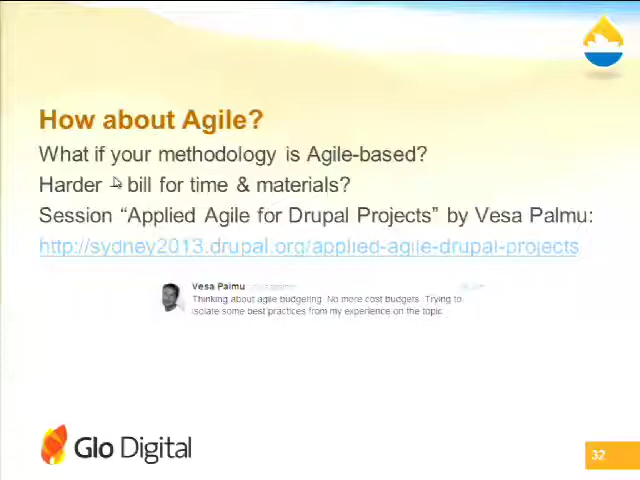 How about Agile?
What if your methodology is Agile-based?
Harder bill for time & materials?
Session “Applied Agile for Drupal Projects” by Vesa Palmu:
http://sydney2013.drupal.org/applied-agile-drupal-projects
Vesa Palmu
Thinking about agile budgeting. No more cost budgets. Trying to
isolate some best practices from my experience on the topic.
Glo Digital
32